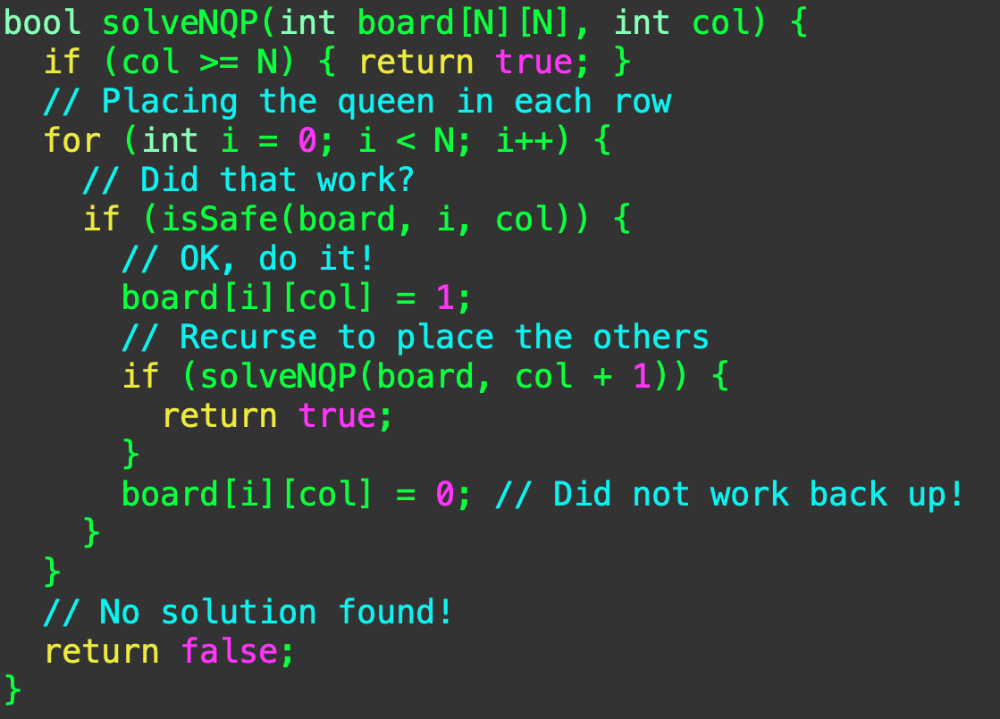 bool solveNQP(int board[N][N], int col) {
  if (col >= N) { return true; }
  // Placing the queen in each row
  for (int i = 0; i < N; i++) {
    // Did that work?
    if (isSafe(board, i, col)) {
      // OK, do it!
      board[i][col] = 1;
      // Recurse to place the others
      if (solveNQP(board, col + 1)) {
        return true;
      }
      board[i][col] = 0; // Did not work back up!
    }
  }
  // No solution found!
  return false;
}